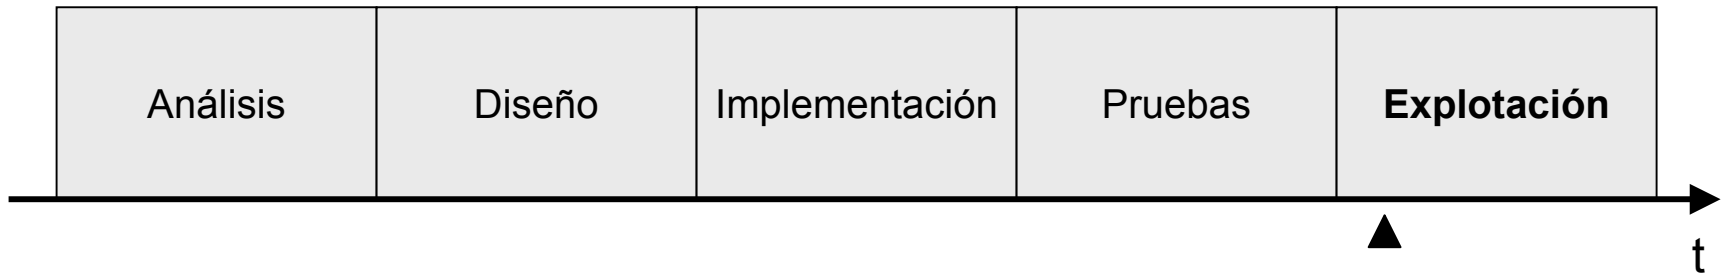 Análisis
Diseño
Implementación
Pruebas
Explotación
t